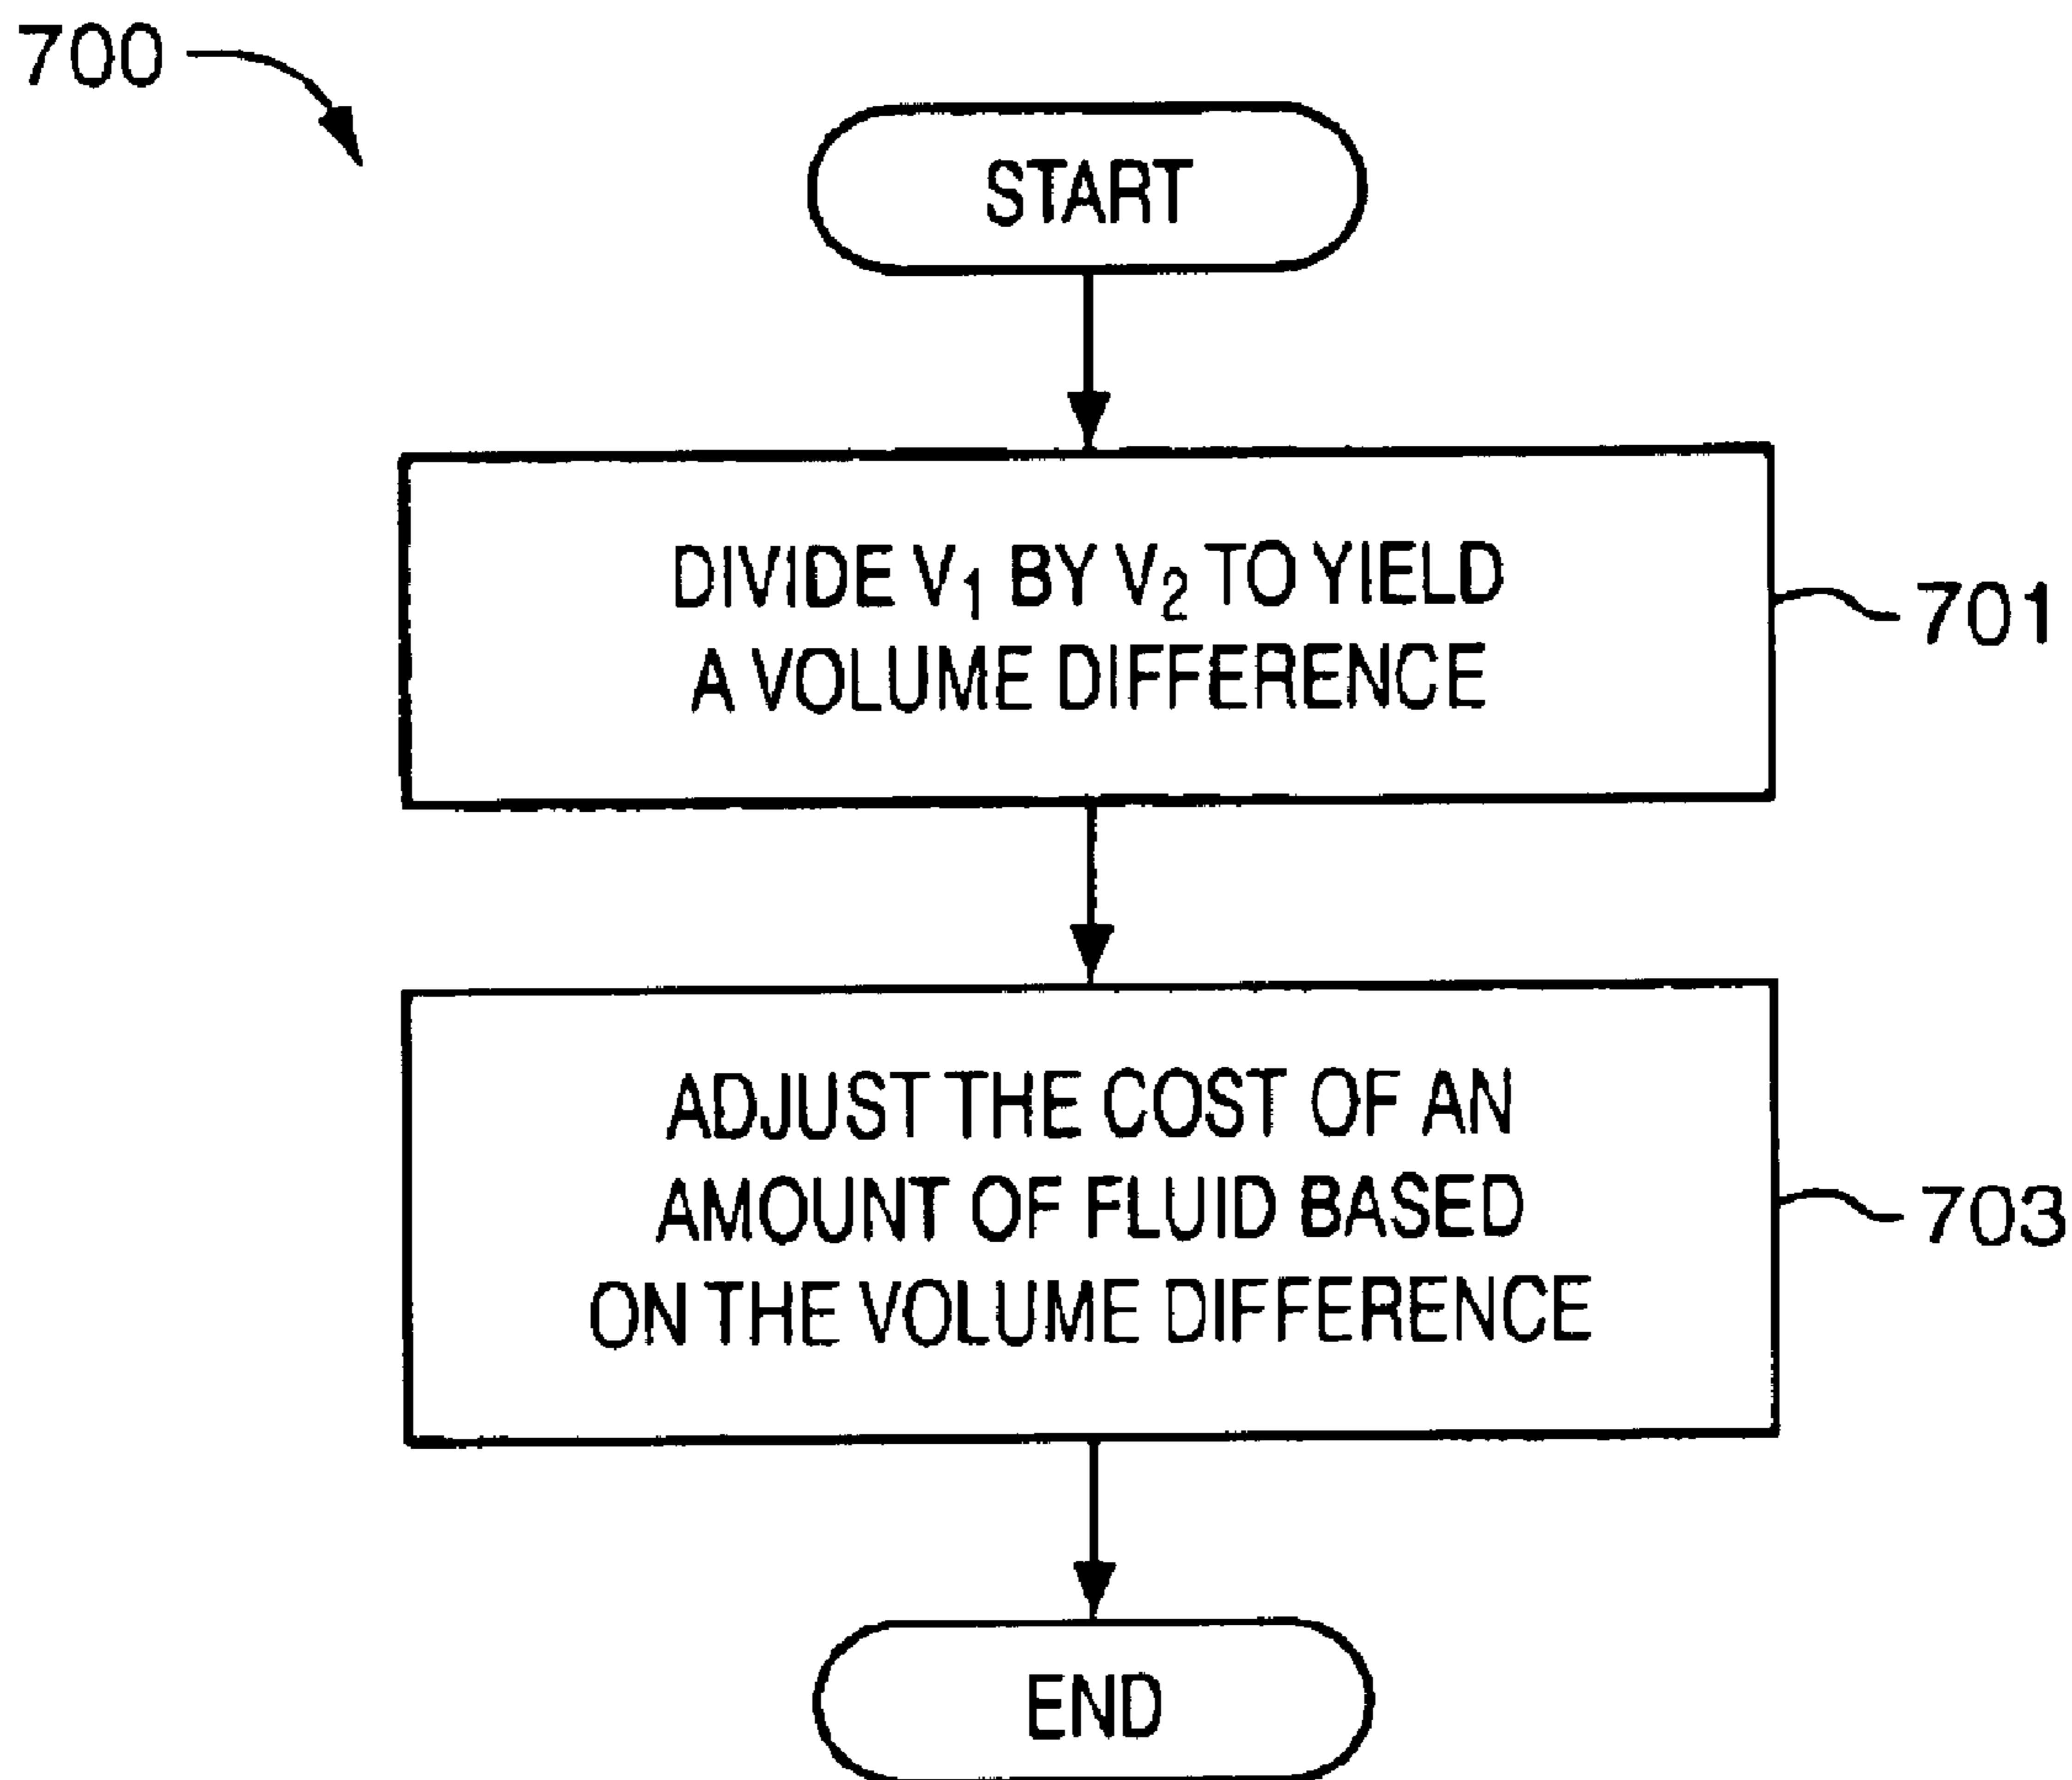 700
START
DIVIDE V₁ BY V₂ TO YIELD
A VOLUME DIFFERENCE
701
ADJUST THE COST OF AN
AMOUNT OF FLUID BASED
ON THE VOLUME DIFFERENCE
703
END